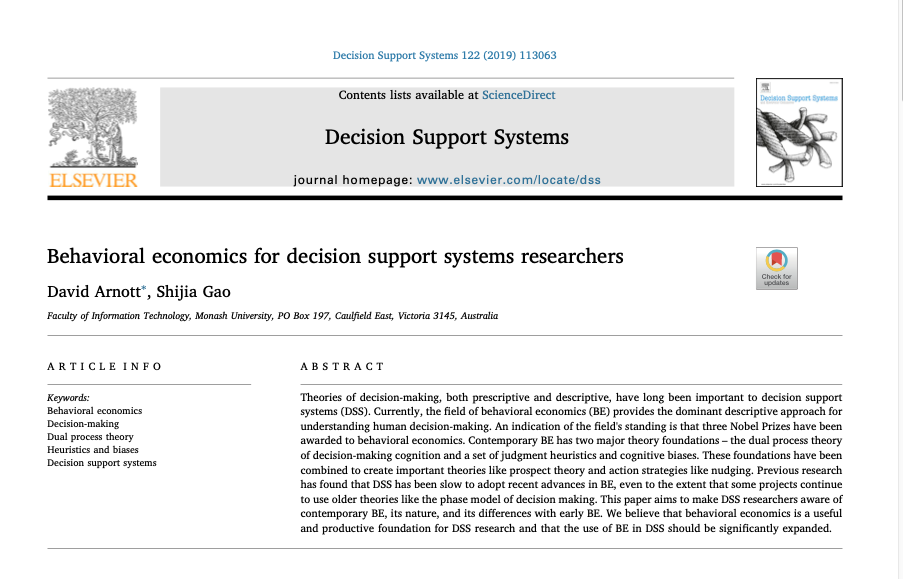 Decision Support Systems 122 (2019) 113063
Contents lists available at ScienceDirect
Decision Support Systems
journal homepage: www.elsevier.com/locate/dss
ELSEVIER
Decision Support Systems
Behavioral economics for decision support systems researchers
Check for
updates
David Arnott*, Shijia Gao
Faculty of Information Technology, Monash University, PO Box 197, Caulfield East, Victoria 3145, Australia
ARTICLE INFO
Keywords:
Behavioral economics
Decision-making
Dual process theory
Heuristics and biases
Decision support systems
ABSTRACT
Theories of decision-making, both prescriptive and descriptive, have long been important to decision support
systems (DSS). Currently, the field of behavioral economics (BE) provides the dominant descriptive approach for
understanding human decision-making. An indication of the field's standing is that three Nobel Prizes have been
awarded to behavioral economics. Contemporary BE has two major theory foundations – the dual process theory
of decision-making cognition and a set of judgment heuristics and cognitive biases. These foundations have been
combined to create important theories like prospect theory and action strategies like nudging. Previous research
has found that DSS has been slow to adopt recent advances in BE, even to the extent that some projects continue
to use older theories like the phase model of decision making. This paper aims to make DSS researchers aware of
contemporary BE, its nature, and its differences with early BE. We believe that behavioral economics is a useful
and productive foundation for DSS research and that the use of BE in DSS should be significantly expanded.